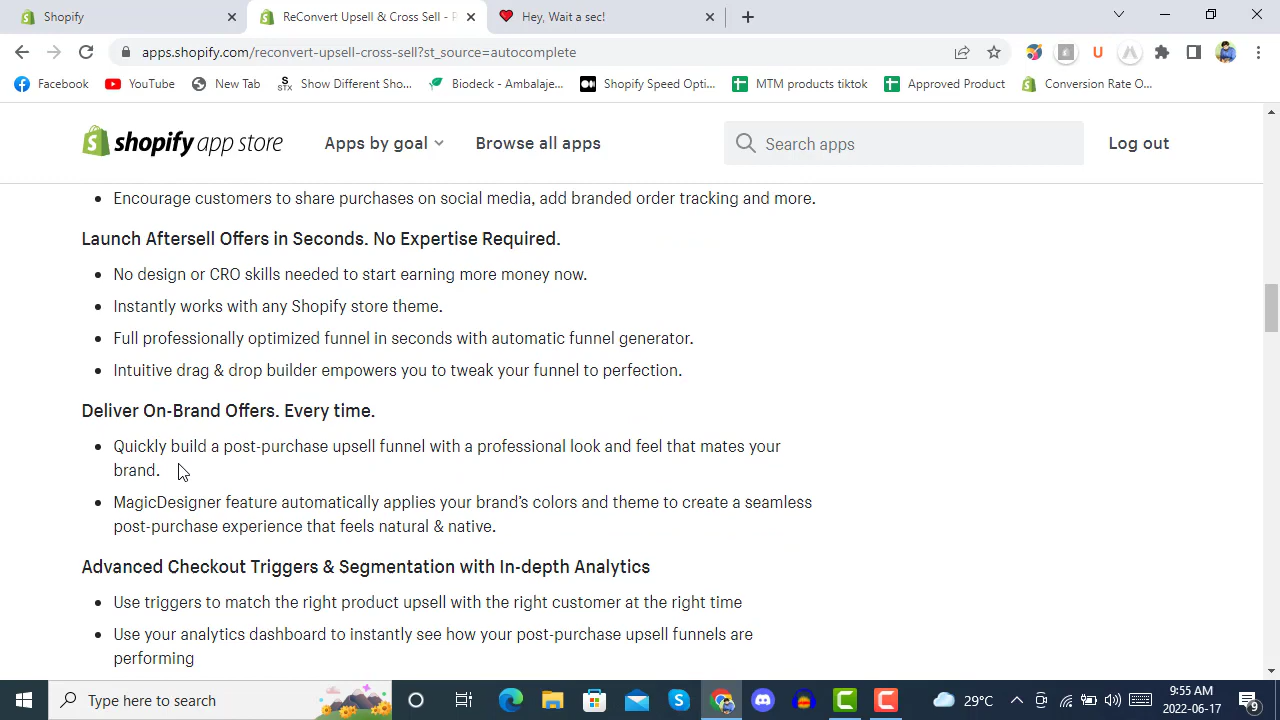 Shopify
ReConvert Upsell & Cross Sell - P
Hey, Wait a sec!
apps.shopify.com/reconvert-upsell-cross-sell?st_source=autocomplete
Facebook
YouTube
New Tab
STX
Show Different Sho...
Biodeck - Ambalaje...
Shopify Speed Opti...
MTM products tiktok
Approved Product
Conversion Rate O...
shopify app store
Apps by goal
Browse all apps
Search apps
Log out
• Encourage customers to share purchases on social media, add branded order tracking and more.
Launch Aftersell Offers in Seconds. No Expertise Required.
• No design or CRO skills needed to start earning more money now.
• Instantly works with any Shopify store theme.
• Full professionally optimized funnel in seconds with automatic funnel generator.
• Intuitive drag & drop builder empowers you to tweak your funnel to perfection.
Deliver On-Brand Offers. Every time.
• Quickly build a post-purchase upsell funnel with a professional look and feel that mates your
brand.
• MagicDesigner feature automatically applies your brand's colors and theme to create a seamless
post-purchase experience that feels natural & native.
Advanced Checkout Triggers & Segmentation with In-depth Analytics
• Use triggers to match the right product upsell with the right customer at the right time
• Use your analytics dashboard to instantly see how your post-purchase upsell funnels are
performing
Type here to search
29°C
9:55 AM
2022-06-17
9